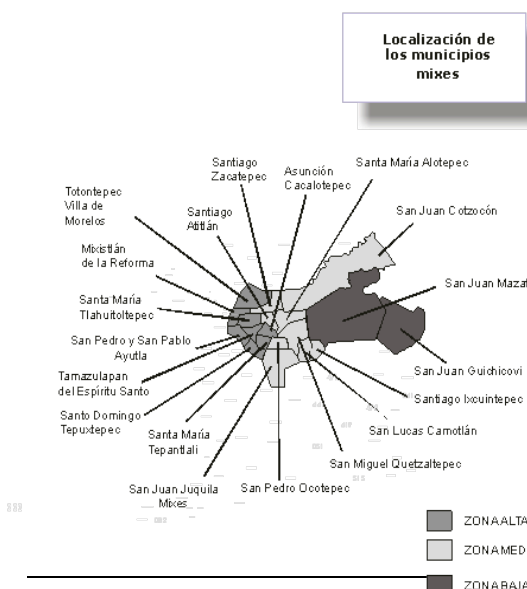 Localización de
los municipios
mixes
Santiago
Zacatepec
Asunción
Cacalotepec
Santa María Alotepec
Totontepec
Villa de
Morelos
Santiago
Atitlán
San Juan Cotzocón
Mixistlán
de la Reforma
San Juan Mazat
Santa María
Tlahuitoltepec
San Pedro y San Pablo
Ayutla
Tamazulapan
del Espíritu Santo
San Juan Guichicovi
Santiago Ixcuintepec
Santo Domingo
Tepuxtepec
Santa María
Tepantlali
San Lucas Camotlán
San Miguel Quetzaltepec
San Juan Juquila
Mixes
San Pedro Ocotepec
ZONA ALTA
ZONA MED
ZONA BAJA